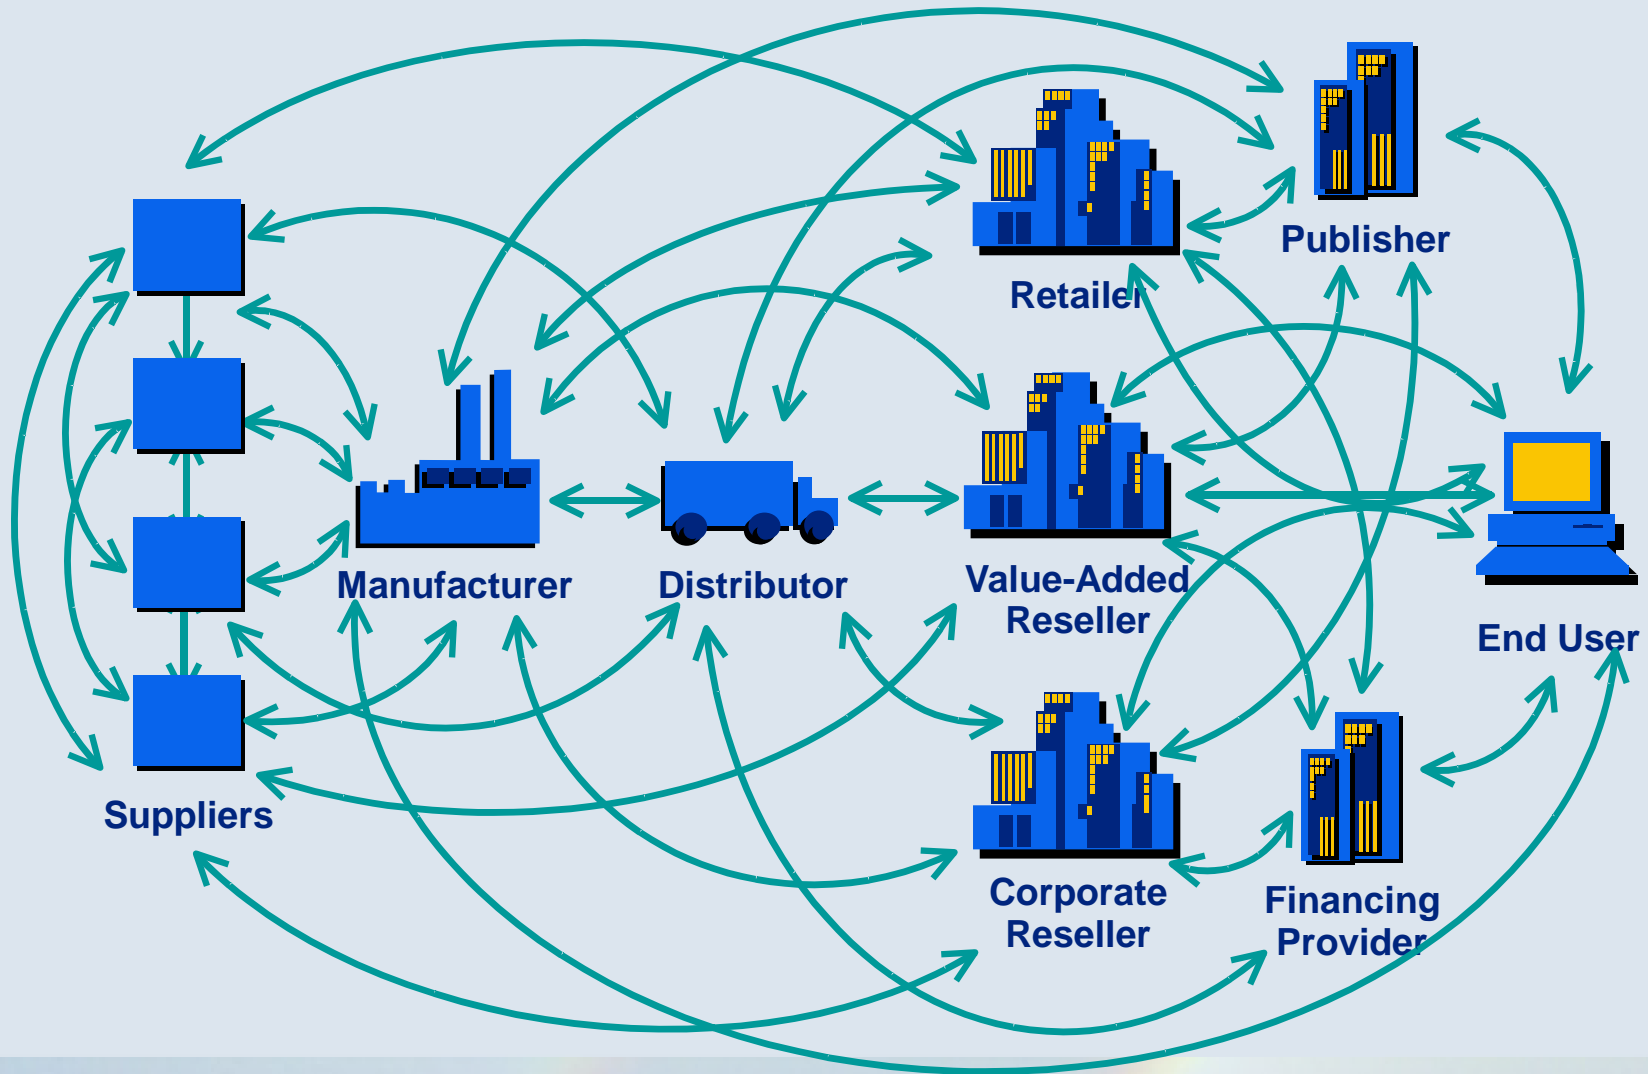 Publisher
Retailer
Manufacturer
Distributor
Value-Added
Reseller
End User
Suppliers
Corporate
Reseller
Financing
Provider